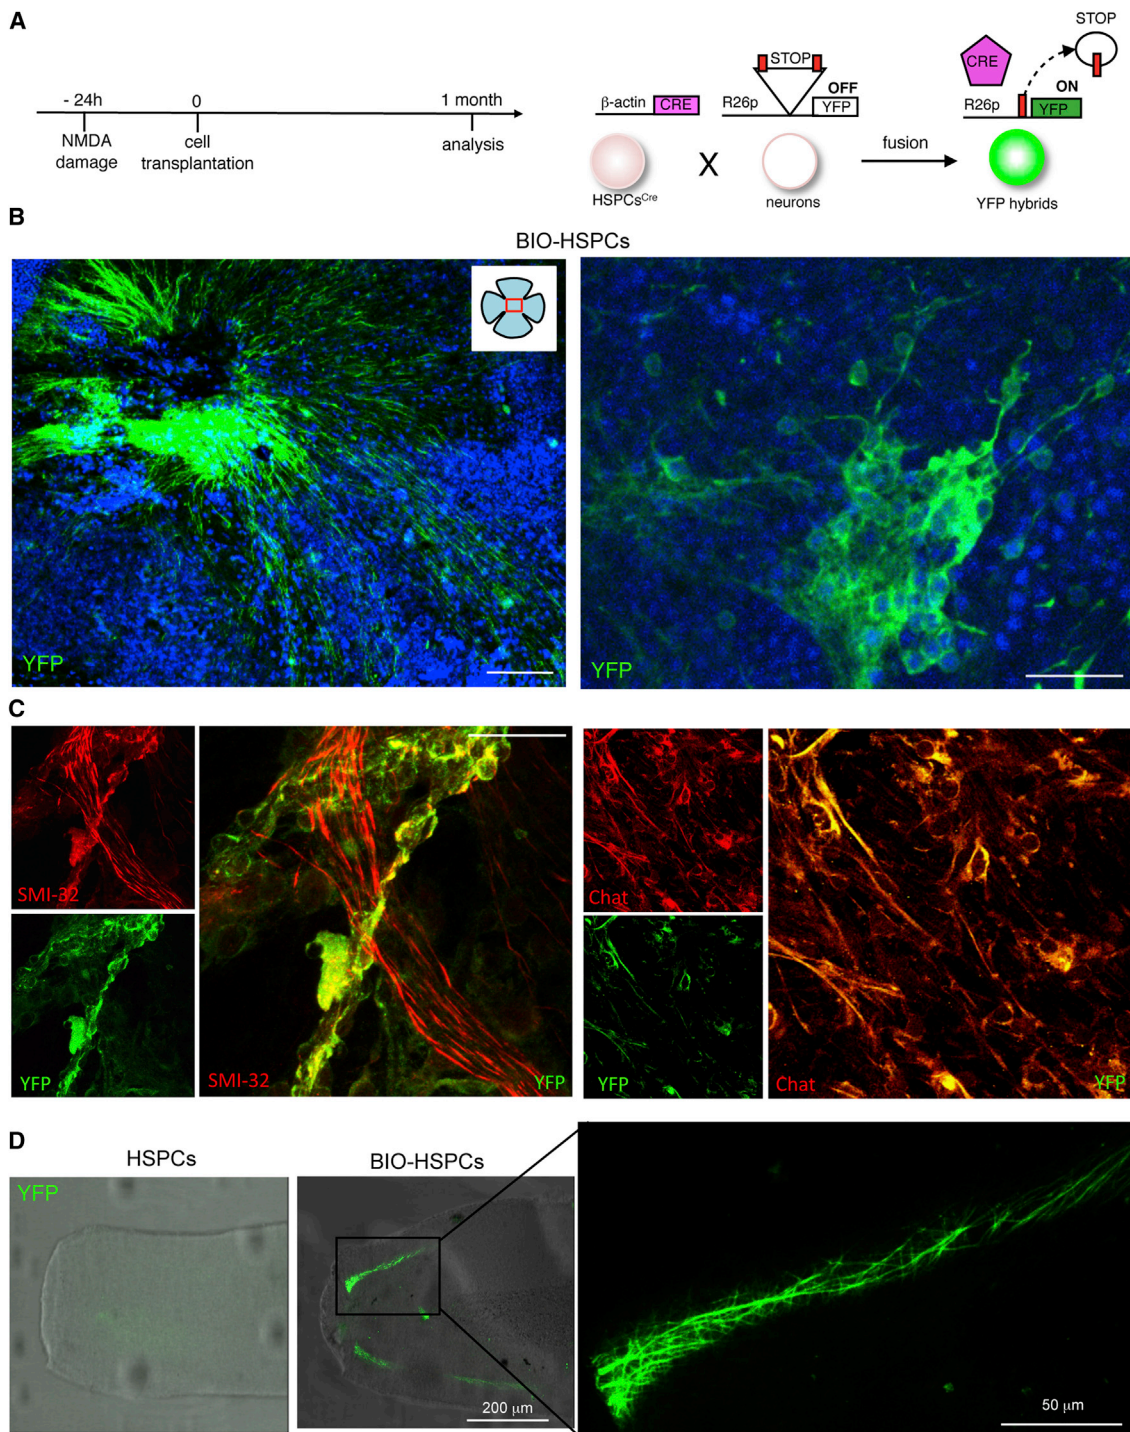 A
- 24h
0
1 month
NMDA
damage
cell
transplantation
analysis
β-actin
CRE
STOP
OFF
R26p
YFP
HSPCsCre
X
neurons
fusion
CRE
STOP
ON
R26p
YFP
YFP hybrids
B
BIO-HSPCs
YFP
YFP
C
SMI-32
YFP
SMI-32
YFP
Chat
YFP
Chat
YFP
D
HSPCs
BIO-HSPCs
YFP
200 μm
50 μm